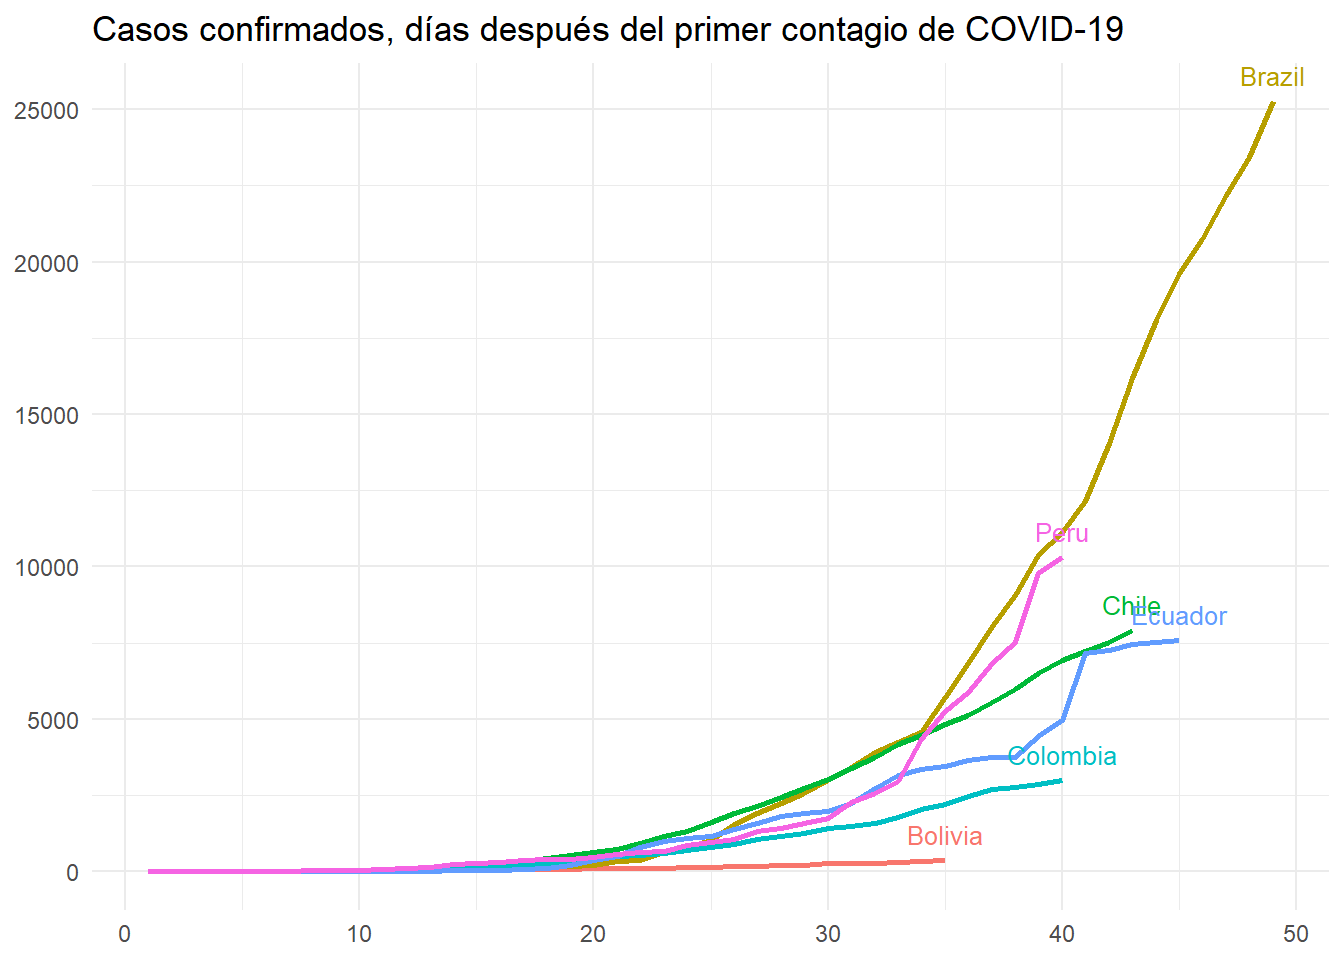 Casos confirmados, días después del primer contagio de COVID-19
Brazil
25000
20000
15000
Peru
10000
Chile
Ecuador
5000
Colombia
Bolivia
0
0 10 20 30 40 50